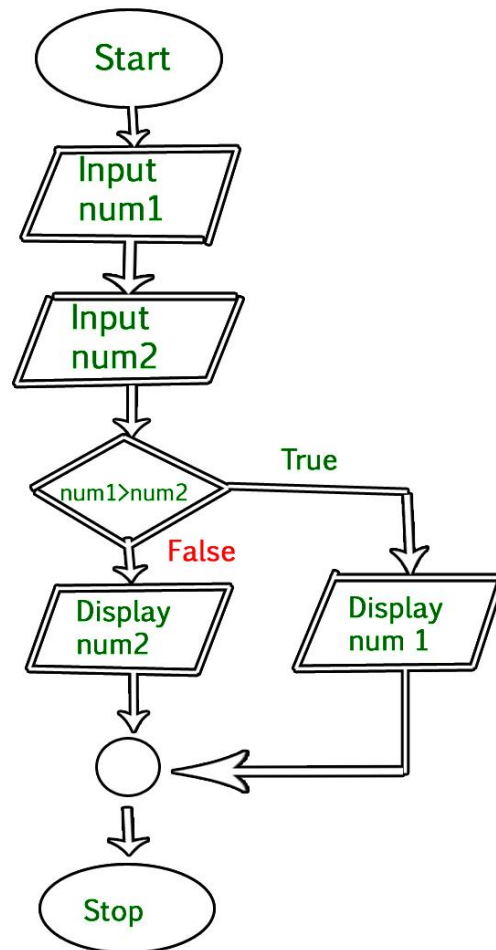 Start
Input
num1
Input
num2
num1>num2
True
False
Display
num2
Display
num 1
Stop